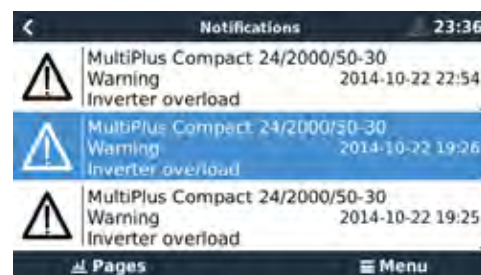 Notifications 23:36
MultiPlus Compact 24/2000/50-30
Warning 2014-10-22 22:54
Inverter overload
MultiPlus Compact 24/2000/50-30
Warning 2014-10-22 19:26
Inverter overload
MultiPlus Compact 24/2000/50-30
Warning 2014-10-22 19:25
Inverter overload
Pages Menu